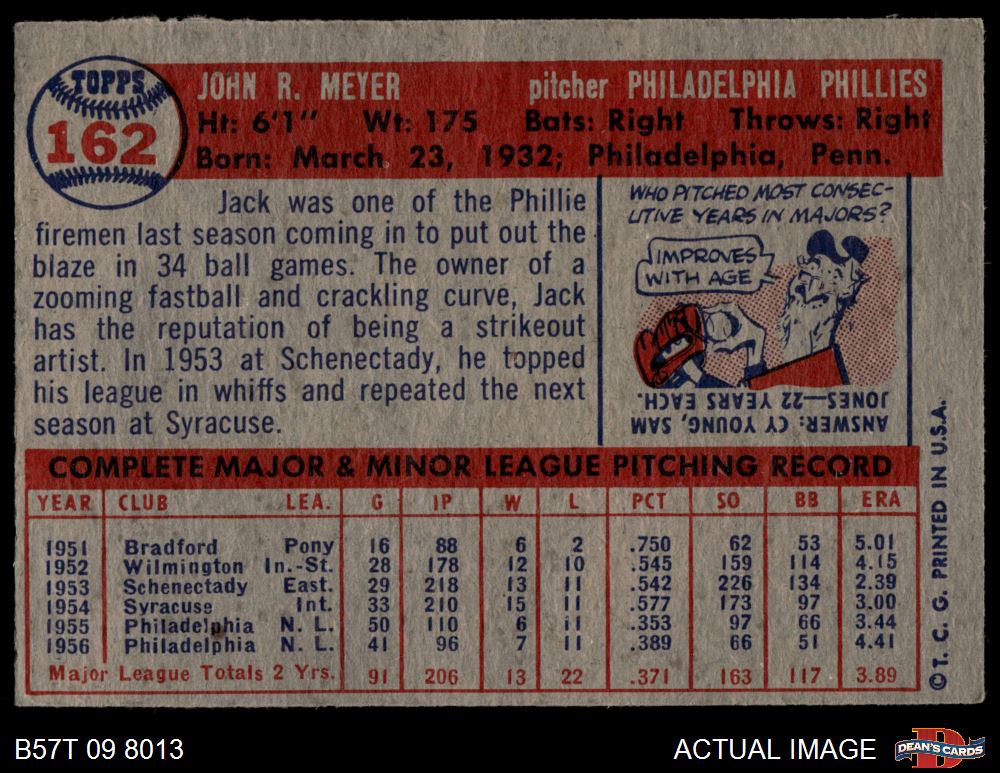 TOPPS
162
JOHN R. MEYER pitcher PHILADELPHIA PHILLIES
Ht: 6'1" Wt: 175 Bats: Right Throws: Right
Born: March 23, 1932; Philadelphia, Penn.
Jack was one of the Phillie
firemen last season coming in to put out the
blaze in 34 ball games. The owner of a
zooming fastball and crackling curve, Jack
has the reputation of being a strikeout
artist. In 1953 at Schenectady, he topped
his league in whiffs and repeated the next
season at Syracuse.
WHO PITCHED MOST CONSEC-
UTIVE YEARS IN MAJORS?
IMPROVES
WITH AGE
ANSWER: CY YOUNG, SAM
JONES—22 YEARS EACH.
COMPLETE MAJOR & MINOR LEAGUE PITCHING RECORD
YEAR CLUB LEA. G IP W L PCT SO BB ERA
1951 Bradford Pony 16 88 6 2 .750 62 53 5.01
1952 Wilmington In.-St. 28 178 12 10 .545 159 114 4.15
1953 Schenectady East. 29 218 13 11 .542 226 134 2.39
1954 Syracuse Int. 33 210 15 11 .577 173 97 3.00
1955 Philadelphia N. L. 50 110 6 11 .353 97 66 3.44
1956 Philadelphia N. L. 41 96 7 11 .389 66 51 4.41
Major League Totals 2 Yrs. 91 206 13 22 .371 163 117 3.89
© T. C. G. PRINTED IN U.S.A.
B57T 09 8013
ACTUAL IMAGE
DEAN'S CARDS